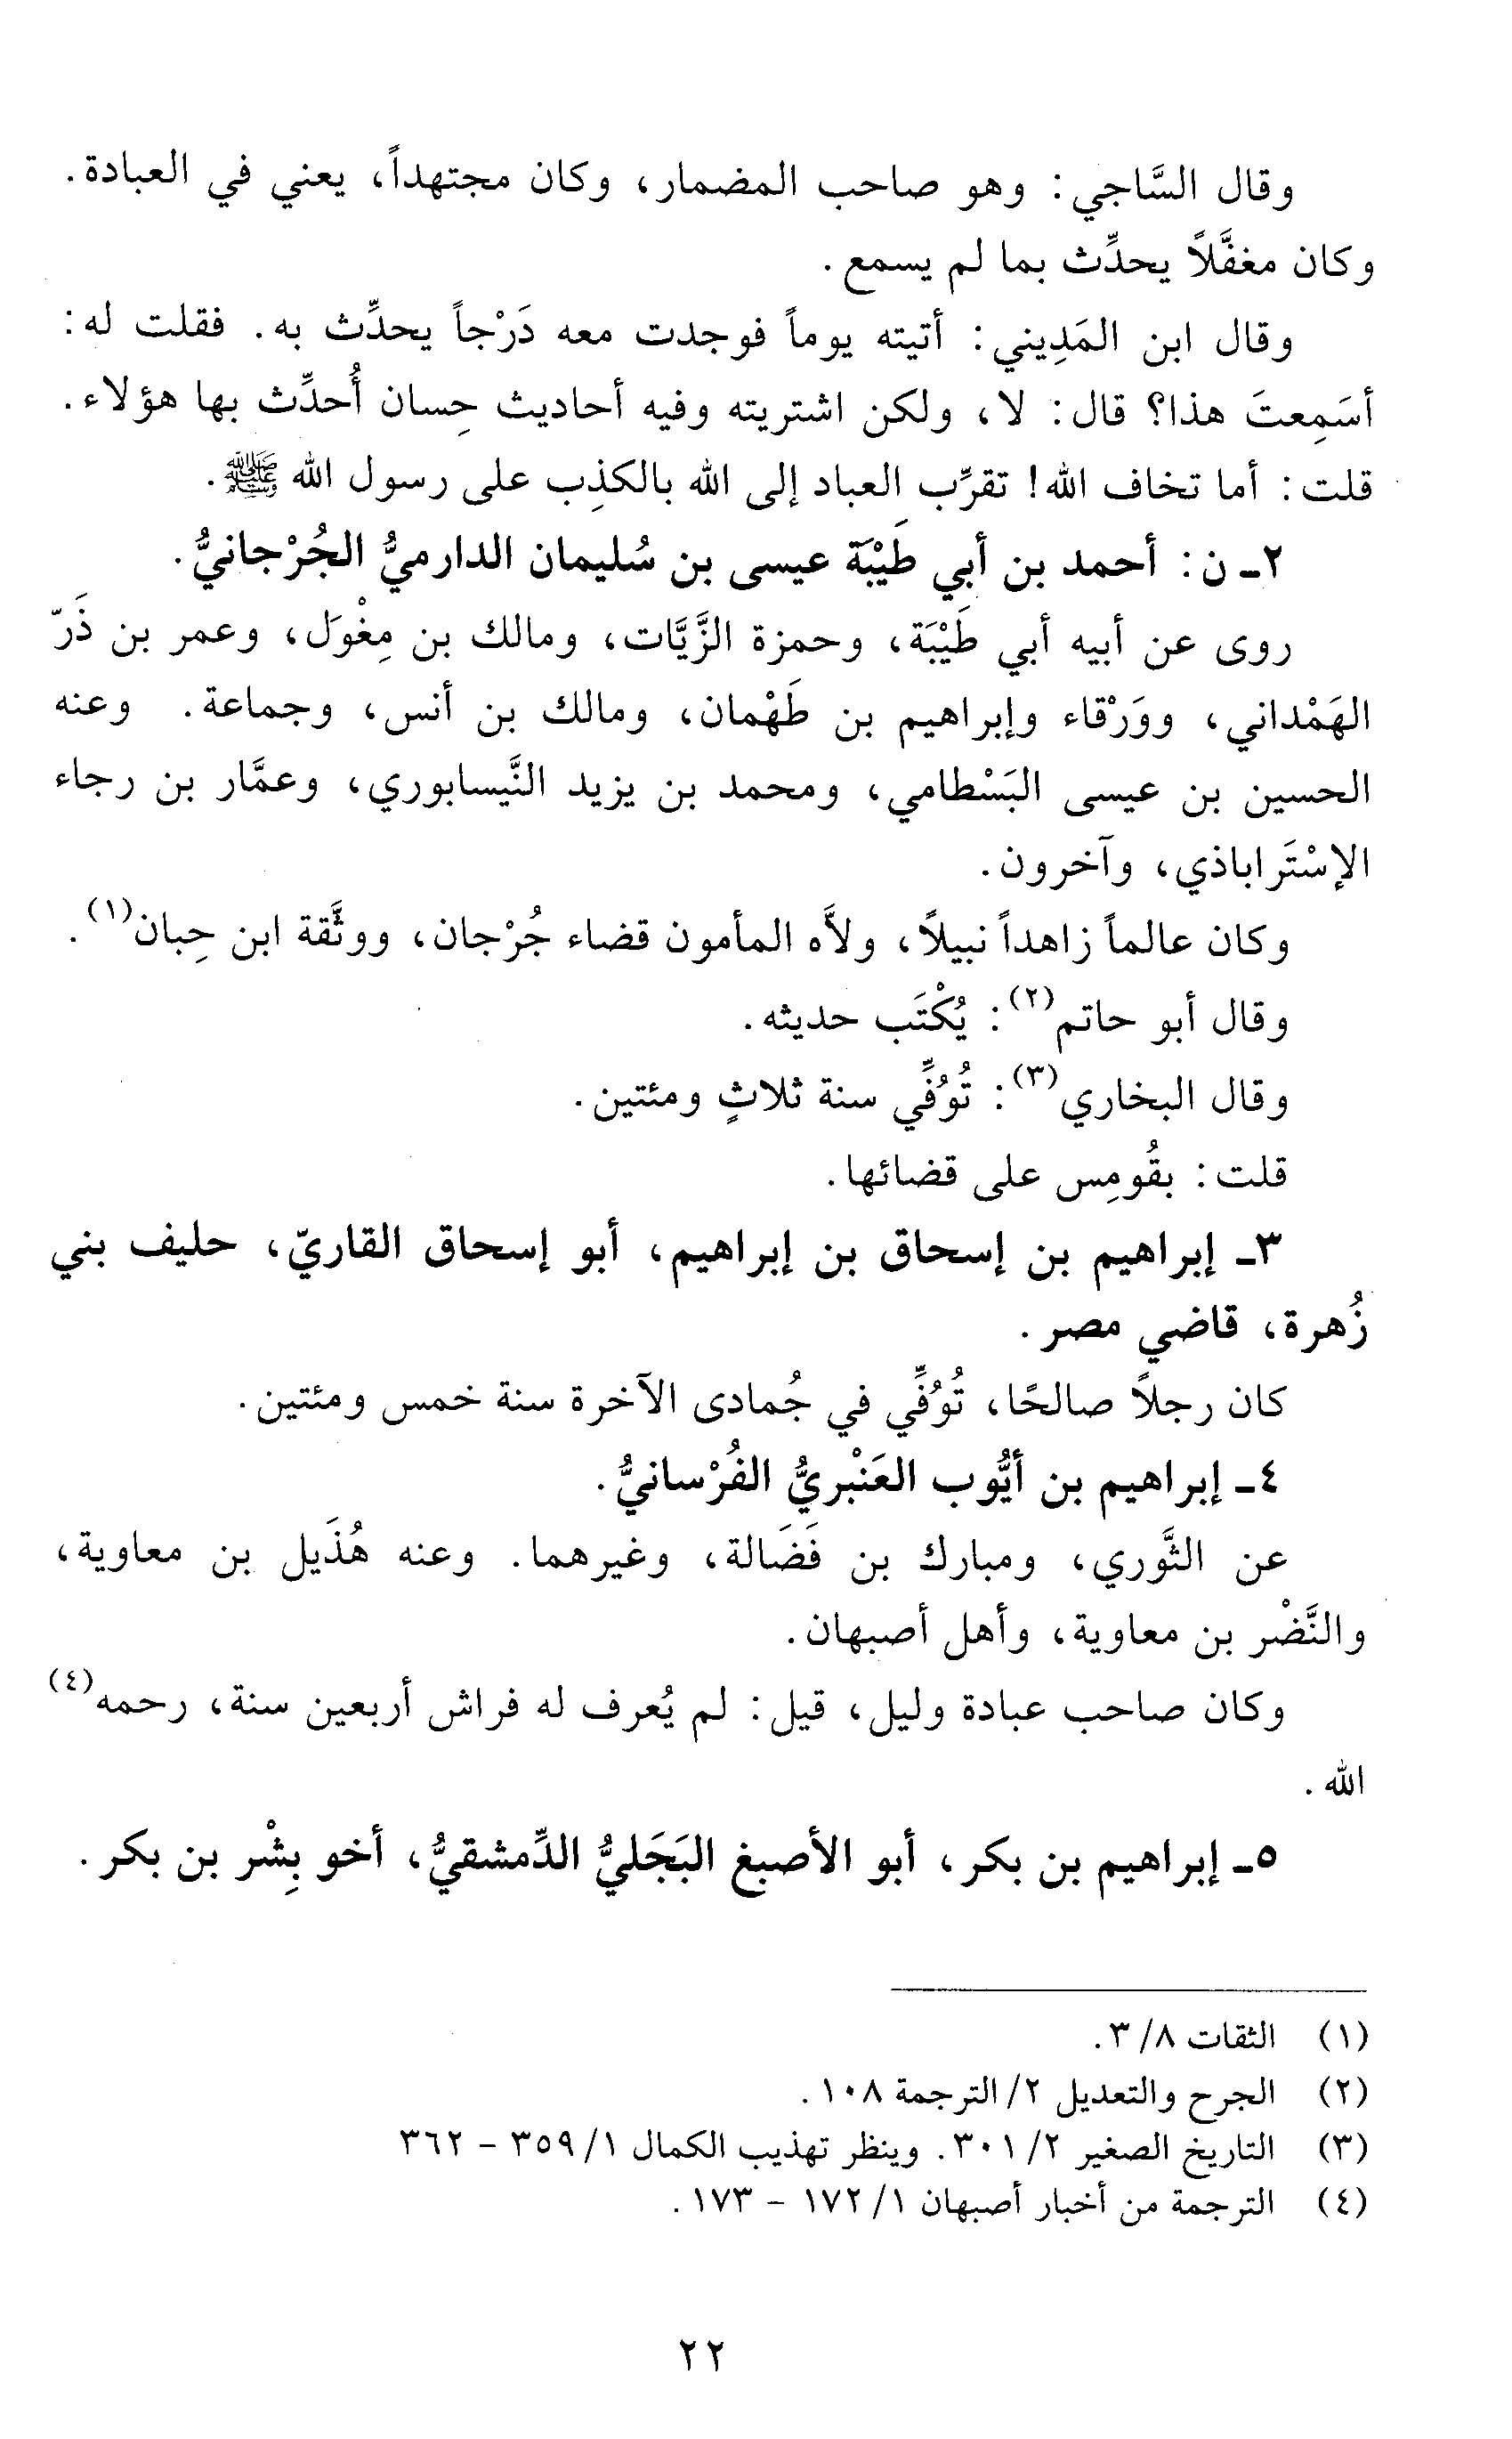 وقال السَّاجي: وهو صاحب المضمار، وكان مجتهداً، يعني في العبادة.
وكان مغفَّلاً يحدِّث بما لم يسمع.
وقال ابن المَدِيني: أتيته يوماً فوجدت معه دَرْجاً يحدِّث به. فقلت له:
أسَمِعتَ هذا؟ قال: لا، ولكن اشتريته وفيه أحاديث حِسان أُحدِّث بها هؤلاء.
قلت: أما تخاف الله! تقرِّب العباد إلى الله بالكذِب على رسول الله ﷺ.
٢ـ ن: أحمد بن أبي طَيْبَة عيسى بن سُليمان الدارميُّ الجُرْجانيُّ.
روى عن أبيه أبي طَيْبَة، وحمزة الزَّيَّات، ومالك بن مِغْوَل، وعمر بن ذَرّ
الهَمْداني، ووَرْقاء وإبراهيم بن طَهْمان، ومالك بن أنس، وجماعة. وعنه
الحسين بن عيسى البَسْطامي، ومحمد بن يزيد النَّيسابوري، وعمَّار بن رجاء
الإسْتَراباذي، وآخرون.
وكان عالماً زاهداً نبيلاً، ولاَّه المأمون قضاء جُرْجان، ووثَّقة ابن حِبان(١).
وقال أبو حاتم(٢): يُكْتَب حديثه.
وقال البخاري(٣): تُوُفِّي سنة ثلاثٍ ومئتين.
قلت: بقُومِس على قضائها.
٣ـ إبراهيم بن إسحاق بن إبراهيم، أبو إسحاق القاريّ، حليف بني
زُهرة، قاضي مصر.
كان رجلاً صالحًا، تُوُفِّي في جُمادى الآخرة سنة خمس ومئتين.
٤ـ إبراهيم بن أيُّوب العَنْبريُّ الفُرْسانيُّ.
عن الثَّوري، ومبارك بن فَضَالة، وغيرهما. وعنه هُذَيل بن معاوية،
والنَّضْر بن معاوية، وأهل أصبهان.
وكان صاحب عبادة وليل، قيل: لم يُعرف له فراش أربعين سنة، رحمه(٤)
الله.
٥ـ إبراهيم بن بكر، أبو الأصبغ البَجَليُّ الدِّمشقيُّ، أخو بِشْر بن بكر.
(١) الثقات ٨/ ٣.
(٢) الجرح والتعديل ٢/ الترجمة ١٠٨.
(٣) التاريخ الصغير ٢/ ٣٠١. وينظر تهذيب الكمال ١/ ٣٥٩ - ٣٦٢
(٤) الترجمة من أخبار أصبهان ١/ ١٧٢ - ١٧٣.
٢٢